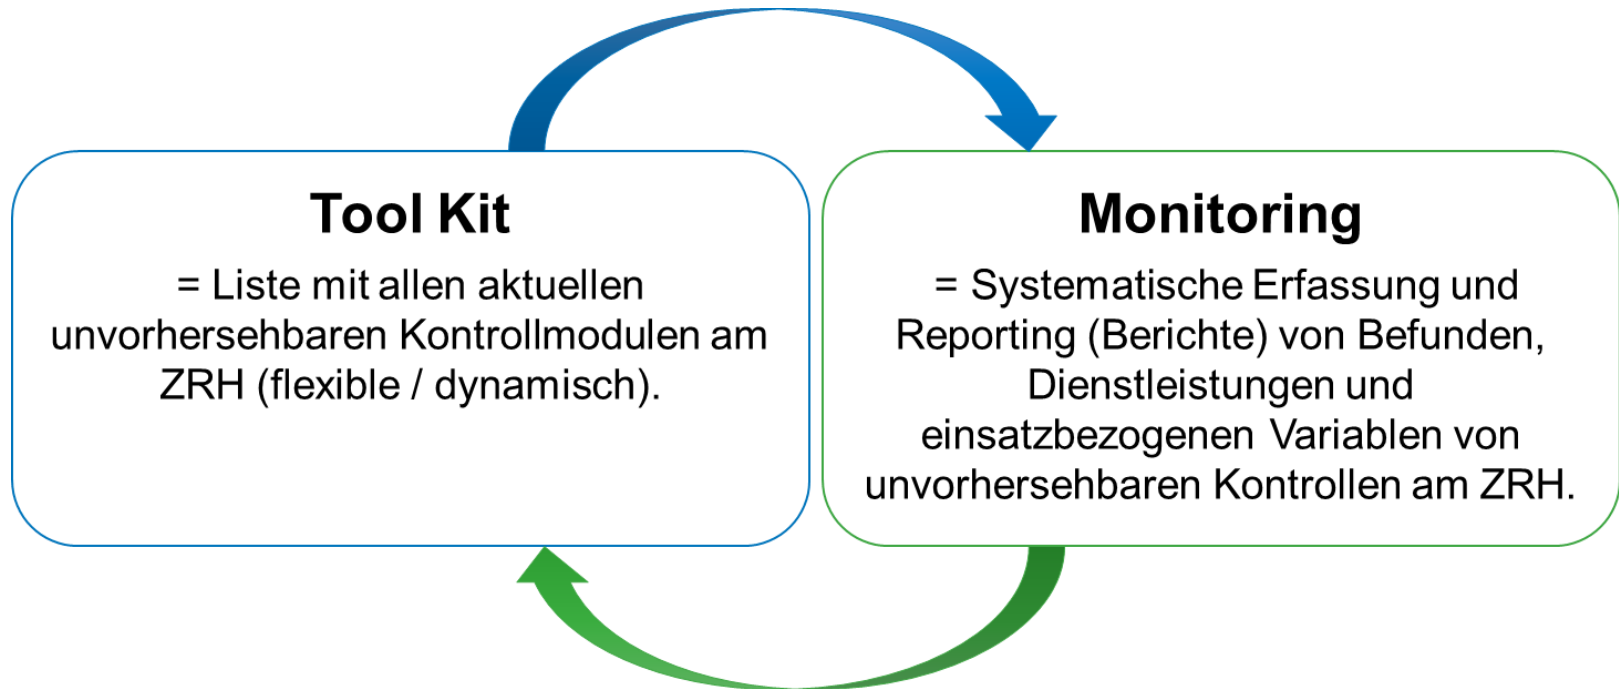 Tool Kit
= Liste mit allen aktuellen
unvorhersehbaren Kontrollmodulen am
ZRH (flexible / dynamisch).
Monitoring
= Systematische Erfassung und
Reporting (Berichte) von Befunden,
Dienstleistungen und
einsatzbezogenen Variablen von
unvorhersehbaren Kontrollen am ZRH.